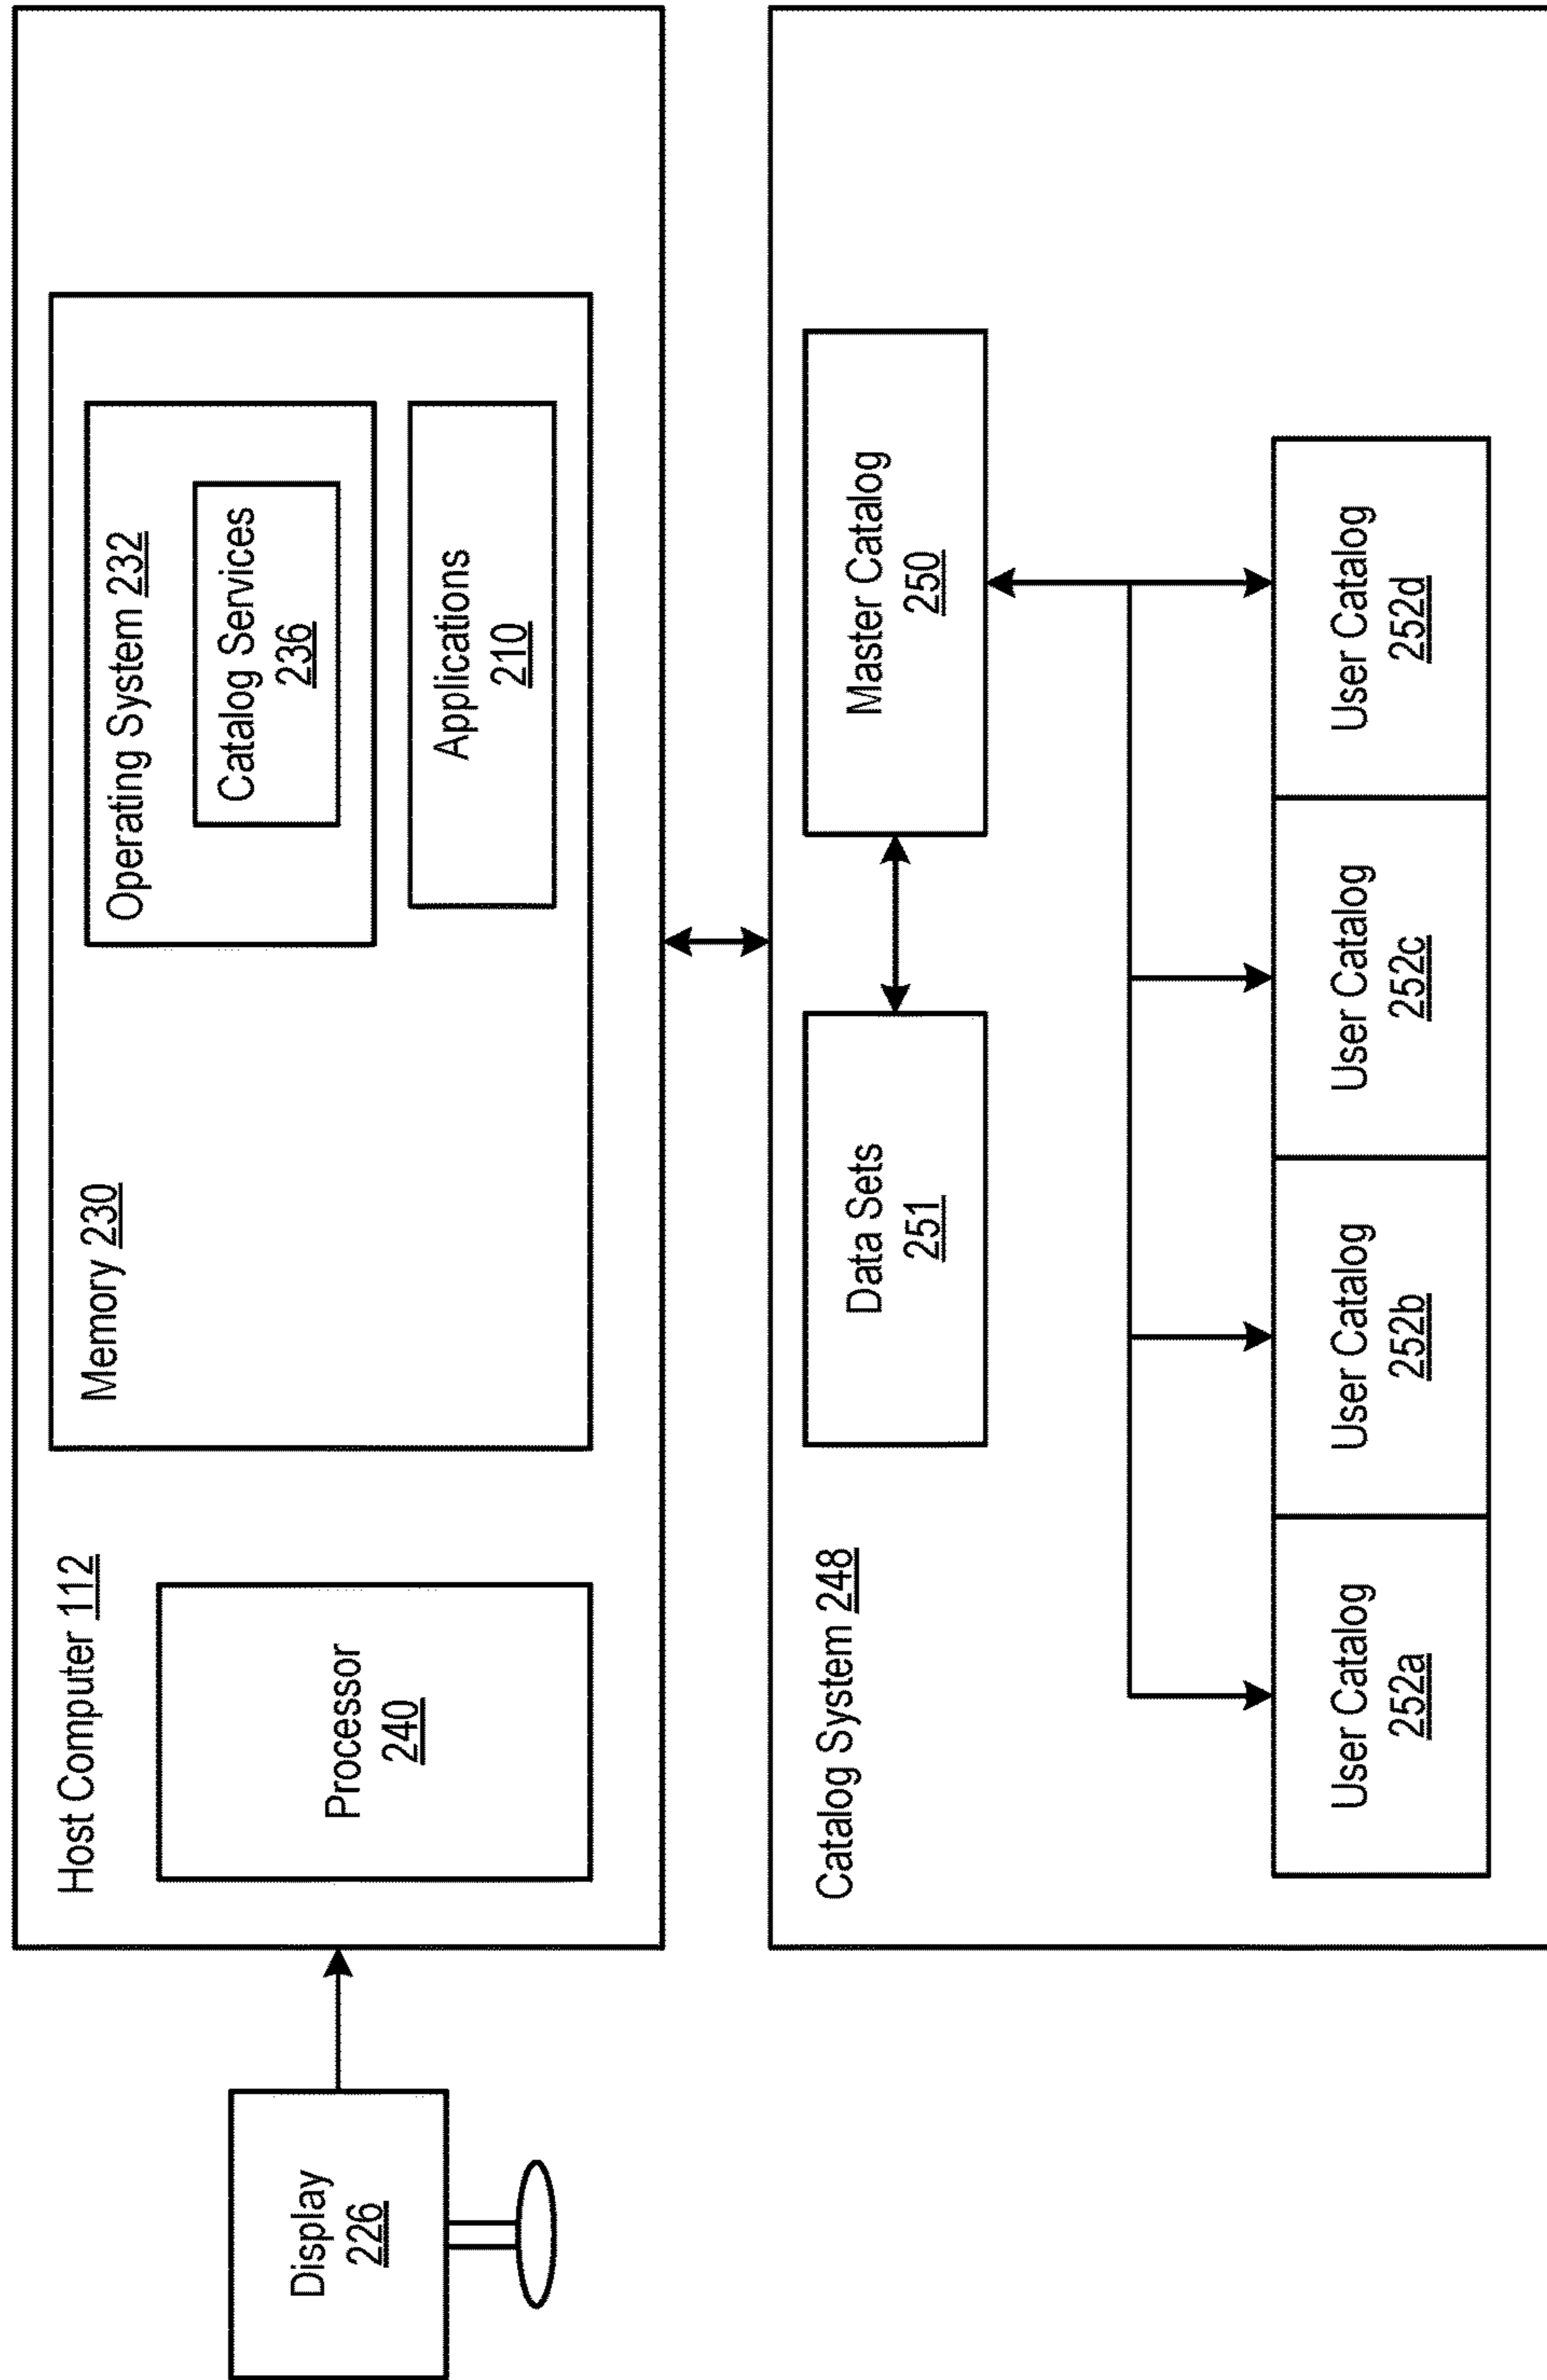 Host Computer 112
Memory 230
Operating System 232
Catalog Services
236
Applications
210
Processor
240
Display
226
Catalog System 248
Data Sets
251
Master Catalog
250
User Catalog
252a
User Catalog
252b
User Catalog
252c
User Catalog
252d